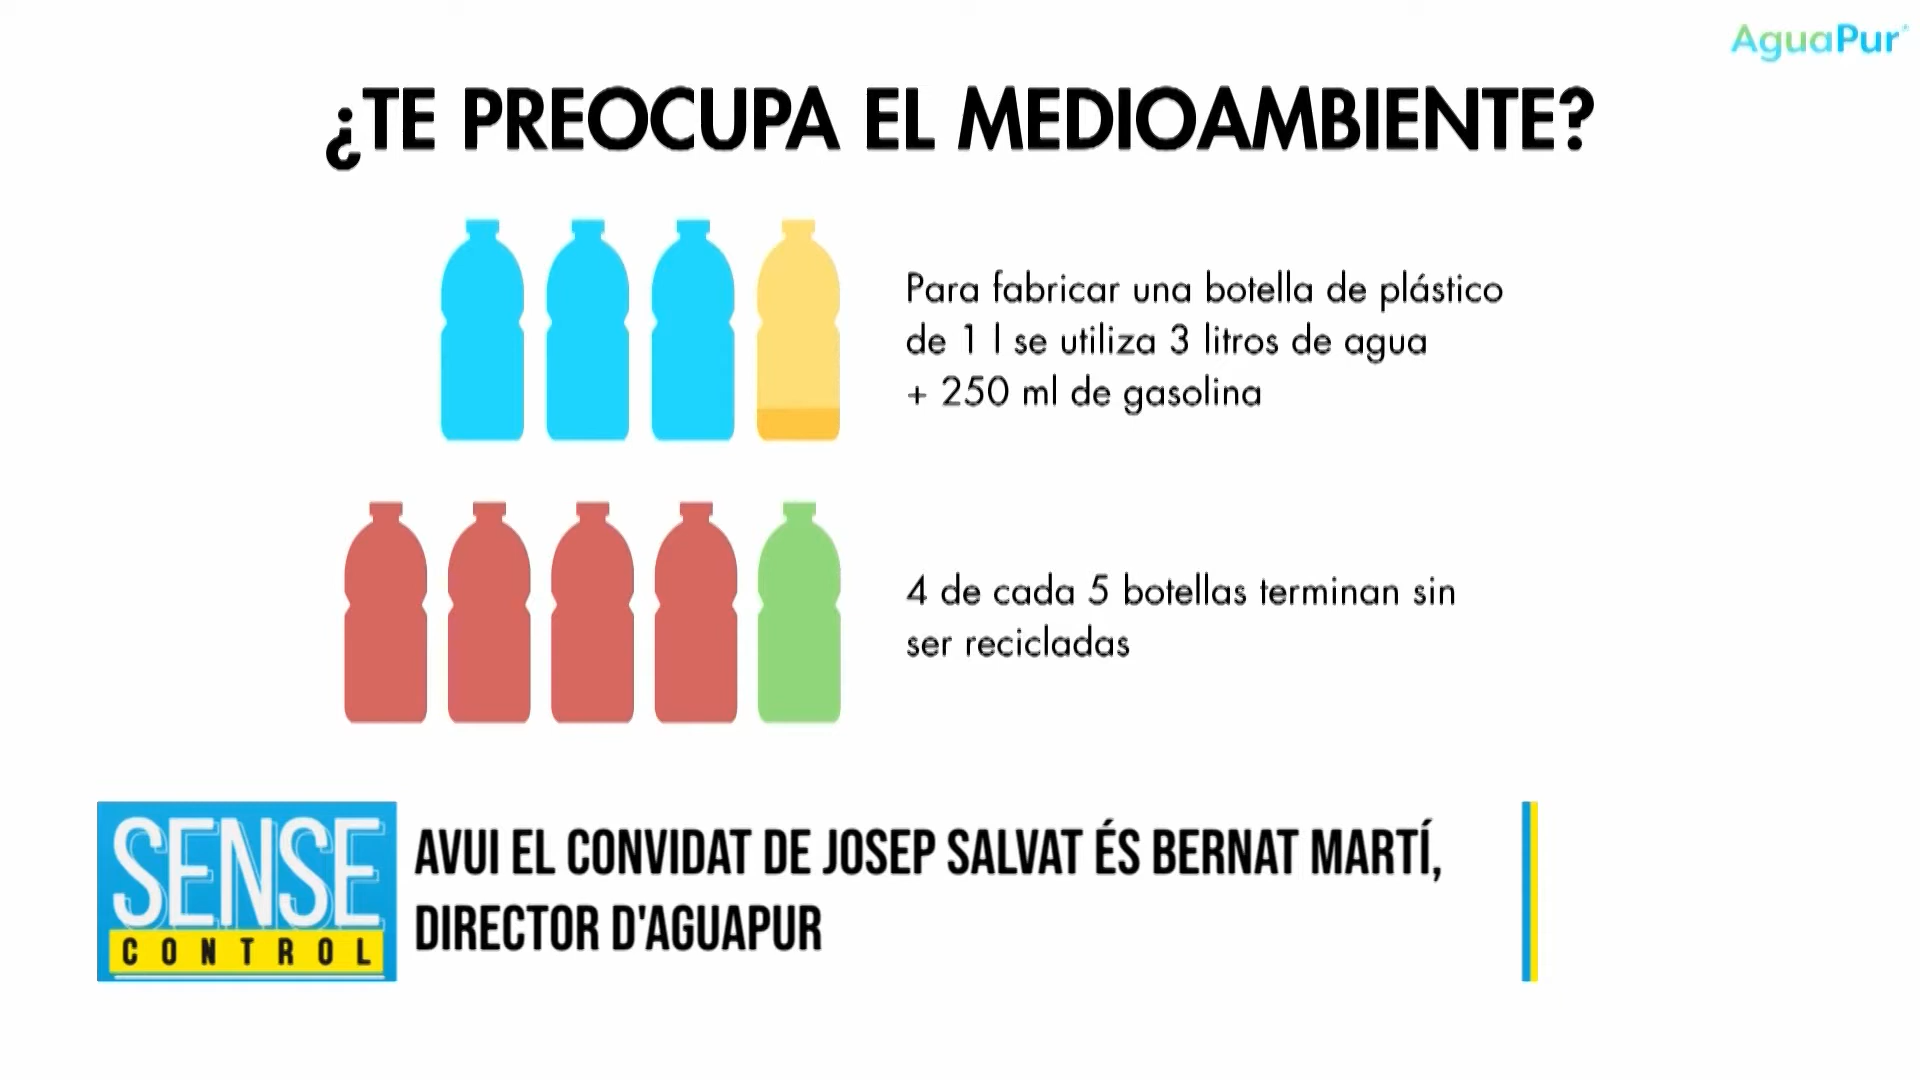 AguaPur®
¿TE PREOCUPA EL MEDIOAMBIENTE?
Para fabricar una botella de plástico
de 1 l se utiliza 3 litros de agua
+ 250 ml de gasolina
4 de cada 5 botellas terminan sin
ser recicladas
SENSE
CONTROL
AVUI EL CONVIDAT DE JOSEP SALVAT ÉS BERNAT MARTÍ,
DIRECTOR D'AGUAPUR